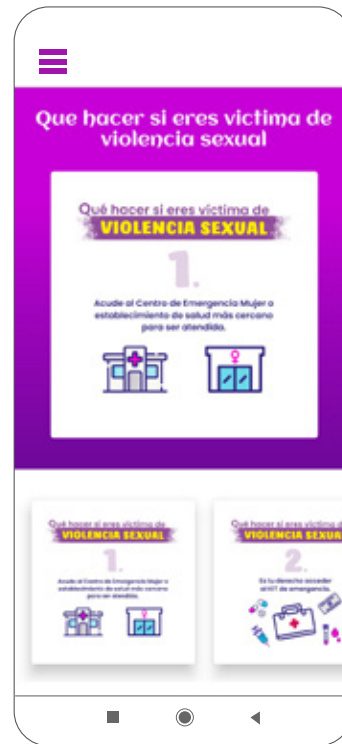 Que hacer si eres victima de
violencia sexual
Qué hacer si eres víctima de
VIOLENCIA SEXUAL
1.
Acude al Centro de Emergencia Mujer o
establecimiento de salud más cercano
para ser atendida.
Qué hacer si eres víctima de
VIOLENCIA SEXUAL
1.
Acude al Centro de Emergencia Mujer o
establecimiento de salud más cercano
para ser atendida.
Qué hacer si eres víctima d
VIOLENCIA SEXUA
2.
Es tu derecho acceder
al KIT de emergencia.